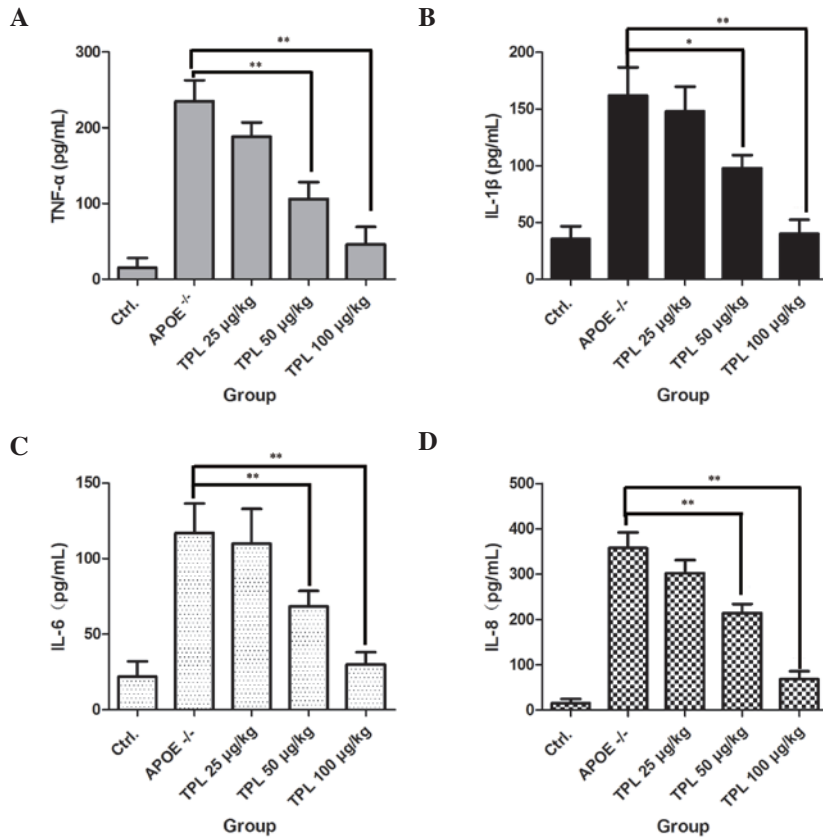 A
TNF-α (pg/mL)
300
200
100
0
**
**
Ctrl.
APOE -/-
TPL 25 μg/kg
TPL 50 μg/kg
TPL 100 μg/kg
Group
B
IL-1β (pg/mL)
200
150
100
50
0
**
*
Ctrl.
APOE -/-
TPL 25 μg/kg
TPL 50 μg/kg
TPL 100 μg/kg
Group
C
IL-6 (pg/mL)
150
100
50
0
**
**
Ctrl.
APOE -/-
TPL 25 μg/kg
TPL 50 μg/kg
TPL 100 μg/kg
Group
D
IL-8 (pg/mL)
500
400
300
200
100
0
**
**
Ctrl.
APOE -/-
TPL 25 μg/kg
TPL 50 μg/kg
TPL 100 μg/kg
Group